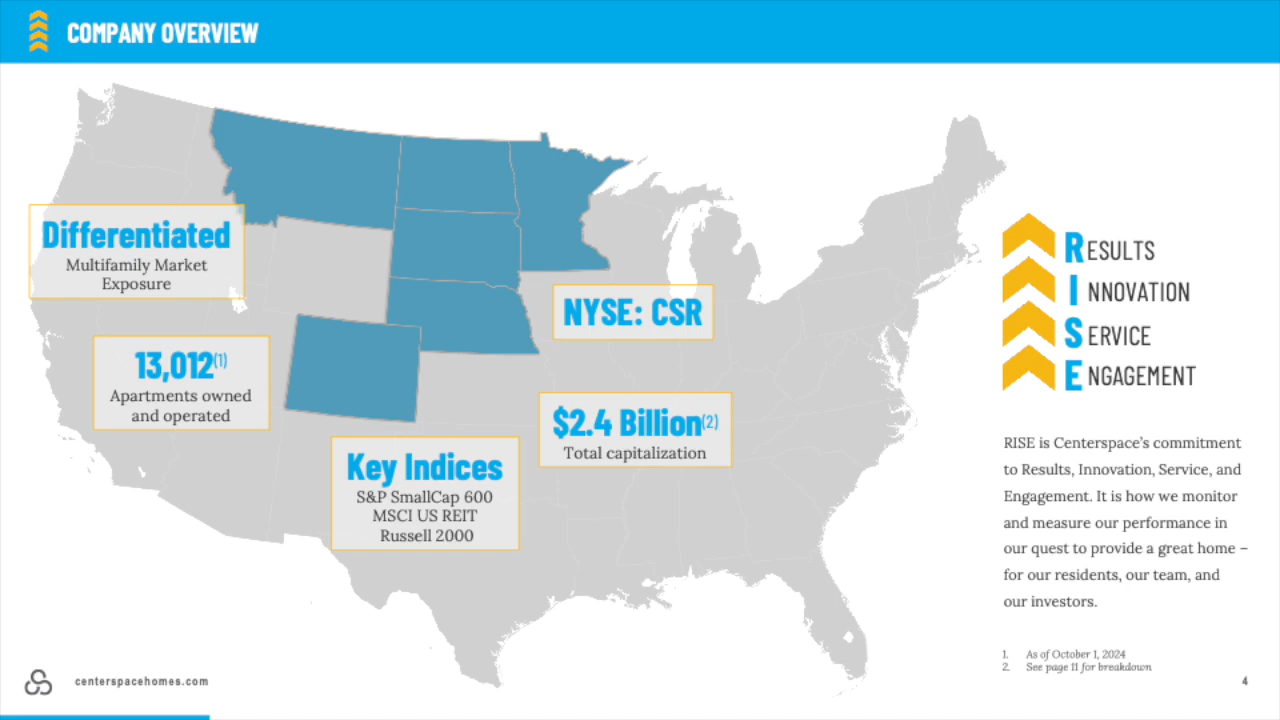 COMPANY OVERVIEW
Differentiated
Multifamily Market
Exposure
13,012(1)
Apartments owned
and operated
Key Indices
S&P SmallCap 600
MSCI US REIT
Russell 2000
NYSE: CSR
$2.4 Billion(2)
Total capitalization
RESULTS
INNOVATION
SERVICE
ENGAGEMENT
RISE is Centerspace's commitment
to Results, Innovation, Service, and
Engagement. It is how we monitor
and measure our performance in
our quest to provide a great home –
for our residents, our team, and
our investors.
1. As of October 1, 2024
2. See page 11 for breakdown
centerspacehomes.com
4